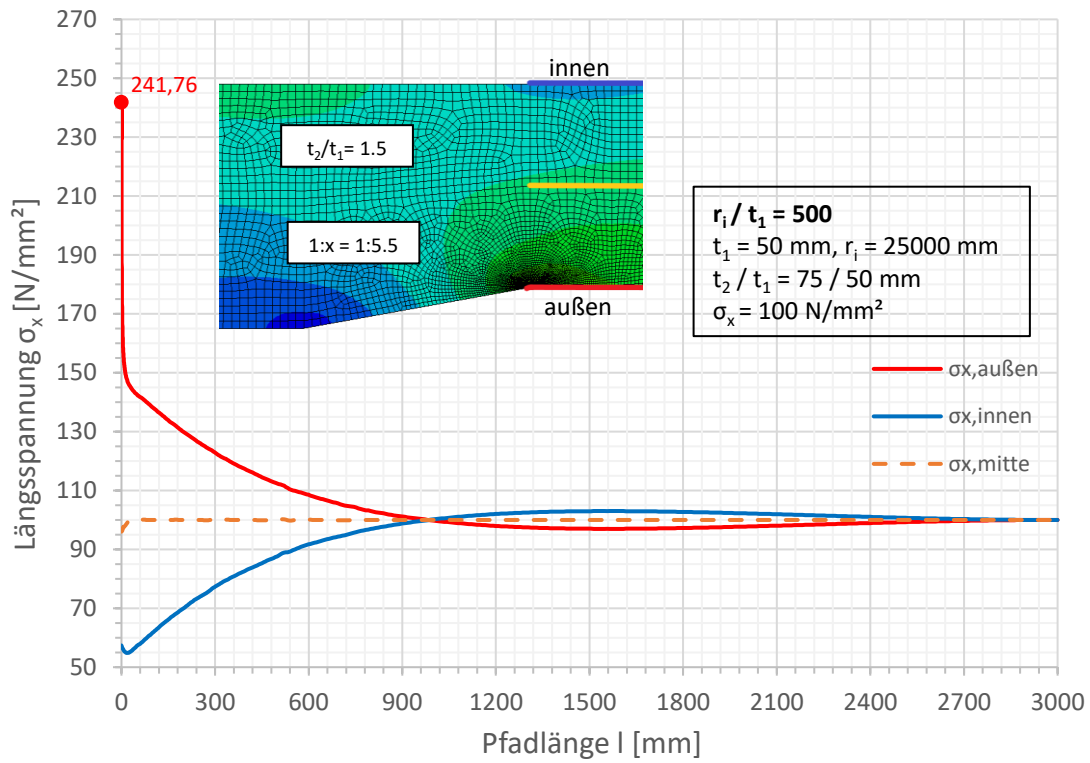 270
250
230
210
190
170
150
130
110
90
70
50
Längsspannung σₓ [N/mm²]
241,76
innen
t₂/t₁= 1.5
1:x = 1:5.5
außen
rᵢ / t₁ = 500
t₁ = 50 mm, rᵢ = 25000 mm
t₂ / t₁ = 75 / 50 mm
σₓ = 100 N/mm²
σx,außen
σx,innen
σx,mitte
0 300 600 900 1200 1500 1800 2100 2400 2700 3000
Pfadlänge l [mm]